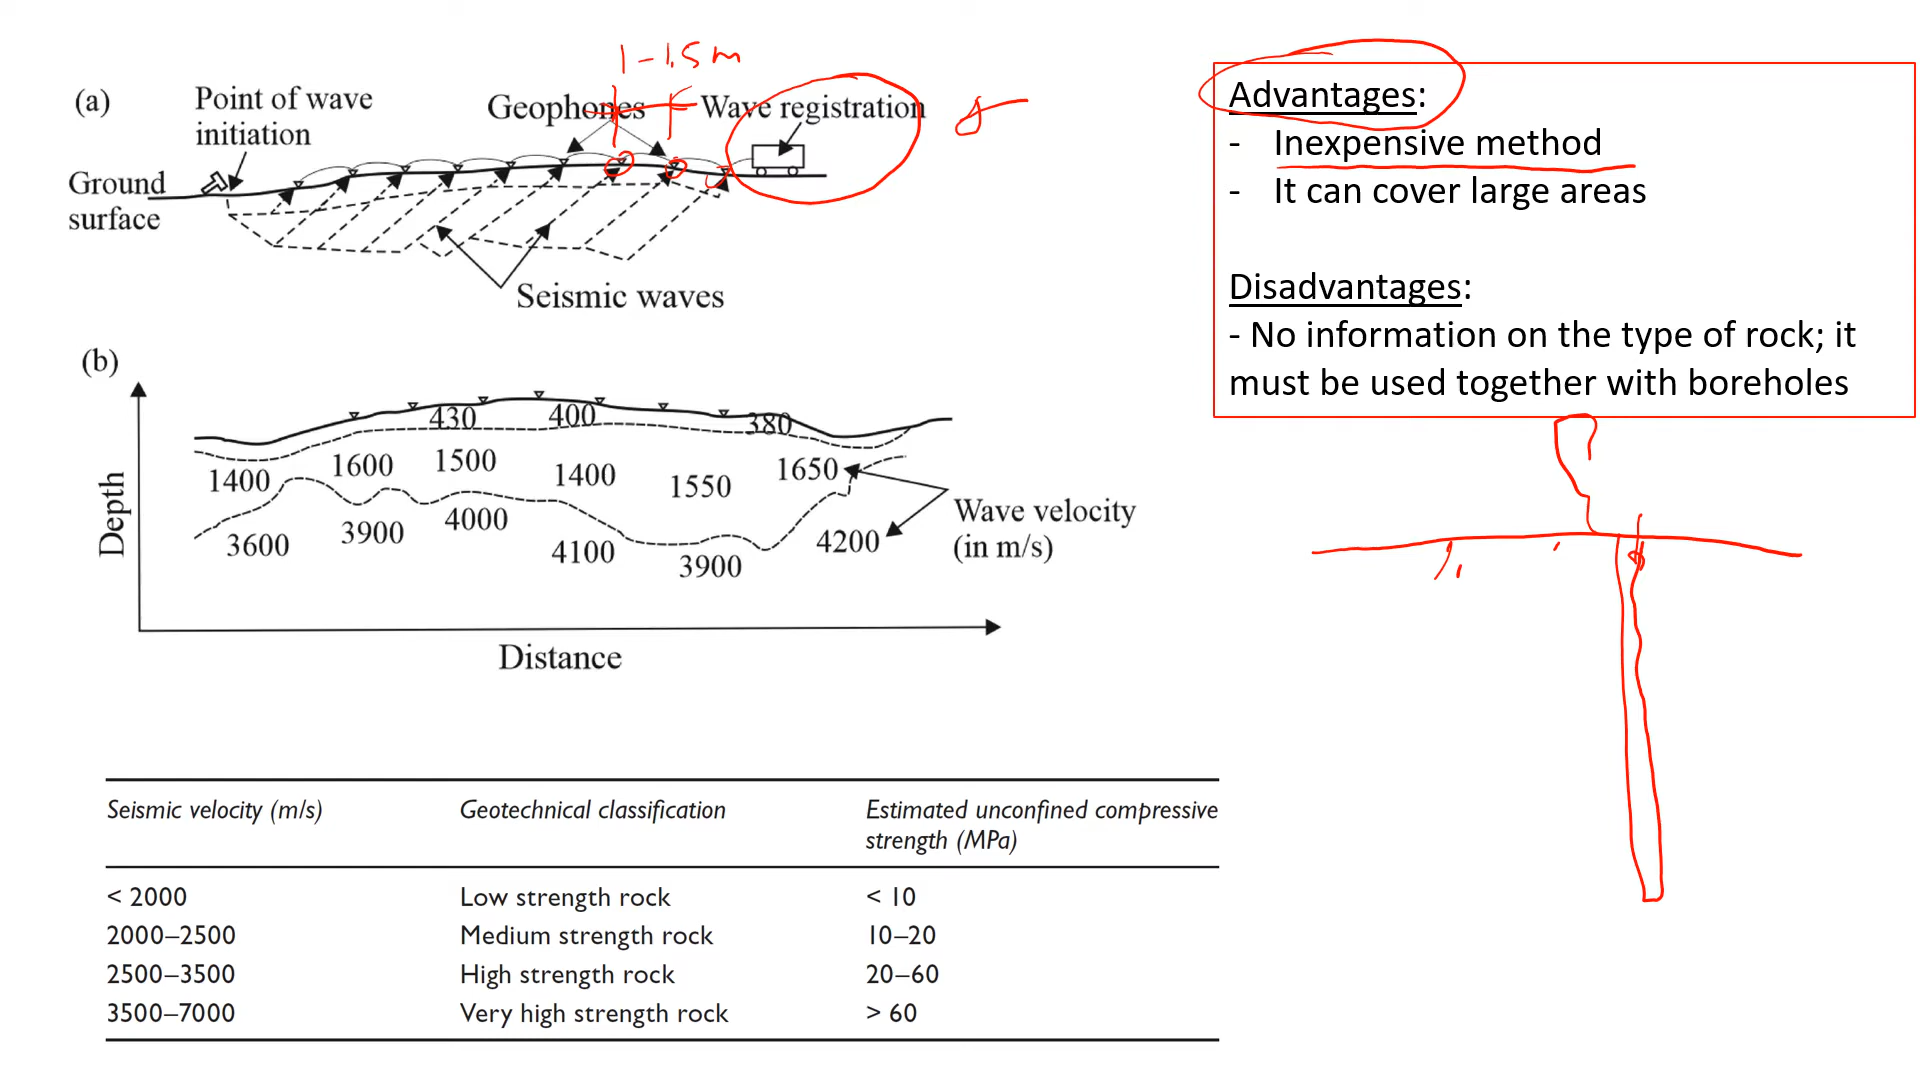 1-1.5m
(a)
Point of wave
initiation
Geophones
Wave registration
Ground
surface
Seismic waves
(b)
430
400
380
1400
1600
1500
1400
1550
1650
3600
3900
4000
4100
3900
4200
Wave velocity
(in m/s)
Depth
Distance
Advantages:
- Inexpensive method
- It can cover large areas
Disadvantages:
- No information on the type of rock; it
must be used together with boreholes
Seismic velocity (m/s) Geotechnical classification Estimated unconfined compressive
strength (MPa)
< 2000 Low strength rock < 10
2000–2500 Medium strength rock 10–20
2500–3500 High strength rock 20–60
3500–7000 Very high strength rock > 60